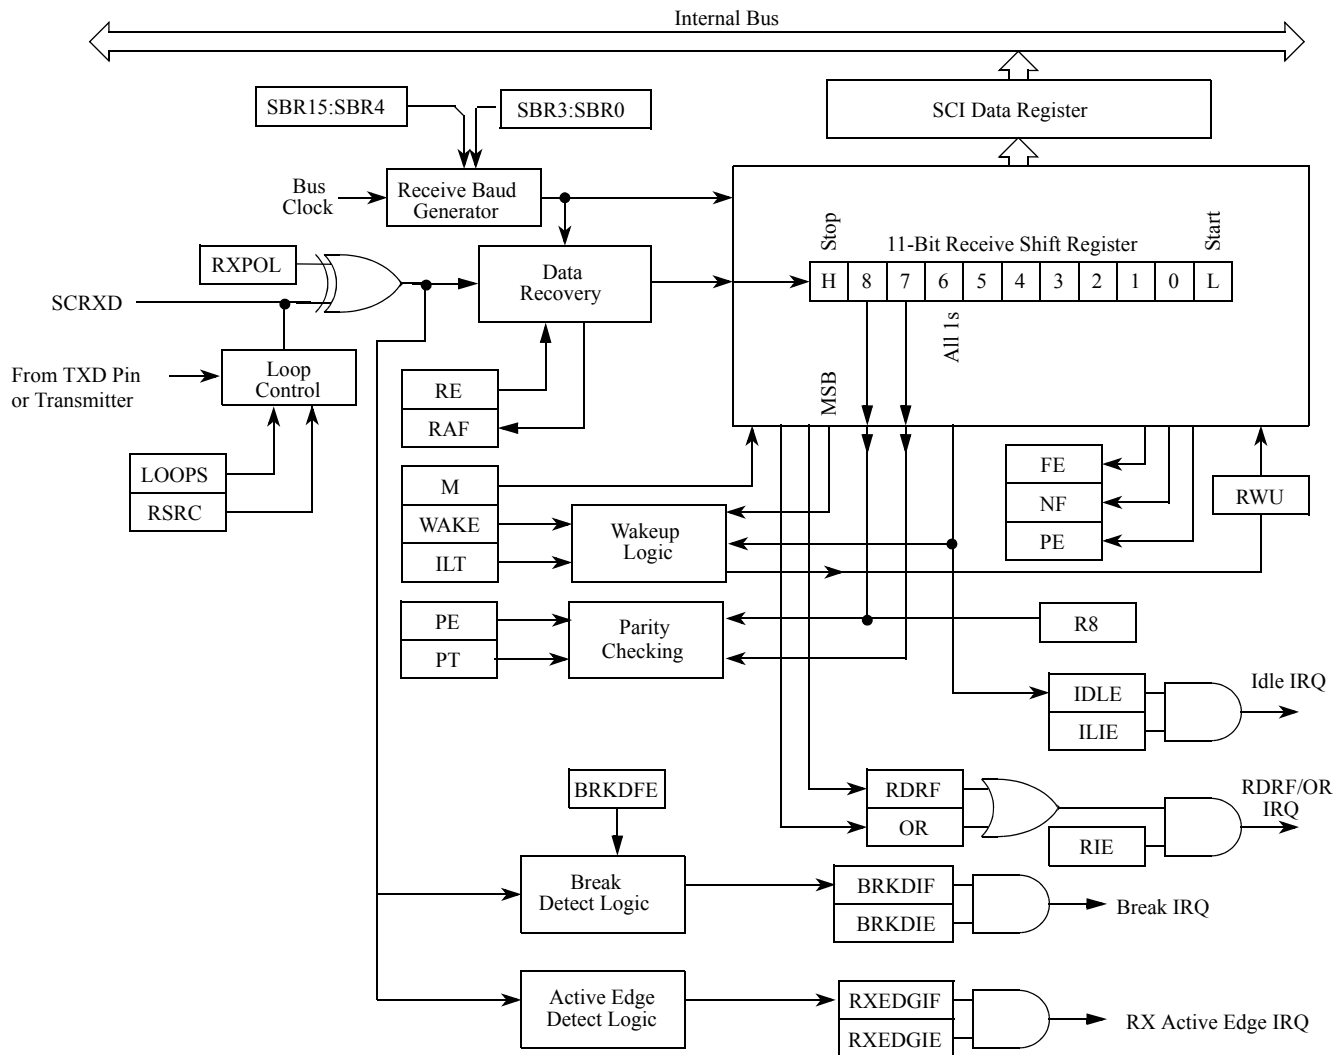 Internal Bus
SBR15:SBR4
SBR3:SBR0
SCI Data Register
Bus
Clock
Receive Baud
Generator
RXPOL
SCRXD
Data
Recovery
Stop
11-Bit Receive Shift Register
Start
H 8 7 6 5 4 3 2 1 0 L
All 1s
MSB
From TXD Pin
or Transmitter
Loop
Control
RE
RAF
LOOPS
RSRC
M
WAKE
ILT
Wakeup
Logic
FE
NF
PE
RWU
PE
PT
Parity
Checking
R8
IDLE
ILIE
Idle IRQ
BRKDFE
RDRF
OR
RIE
RDRF/OR
IRQ
Break
Detect Logic
BRKDIF
BRKDIE
Break IRQ
Active Edge
Detect Logic
RXEDGIF
RXEDGIE
RX Active Edge IRQ